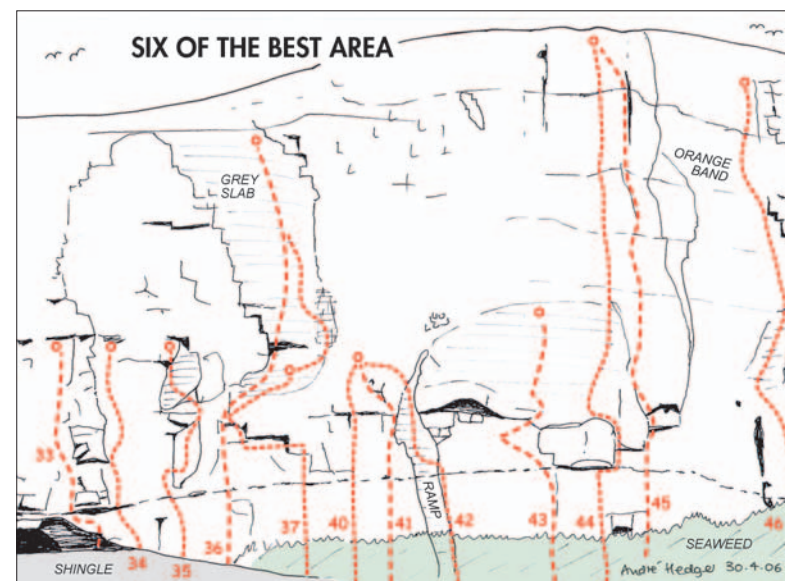 SIX OF THE BEST AREA
GREY
SLAB
ORANGE
BAND
33
34
35
36
37
40
41
RAMP
42
43
44
45
46
SHINGLE
SEAWEED
André Hedge 30.4.06